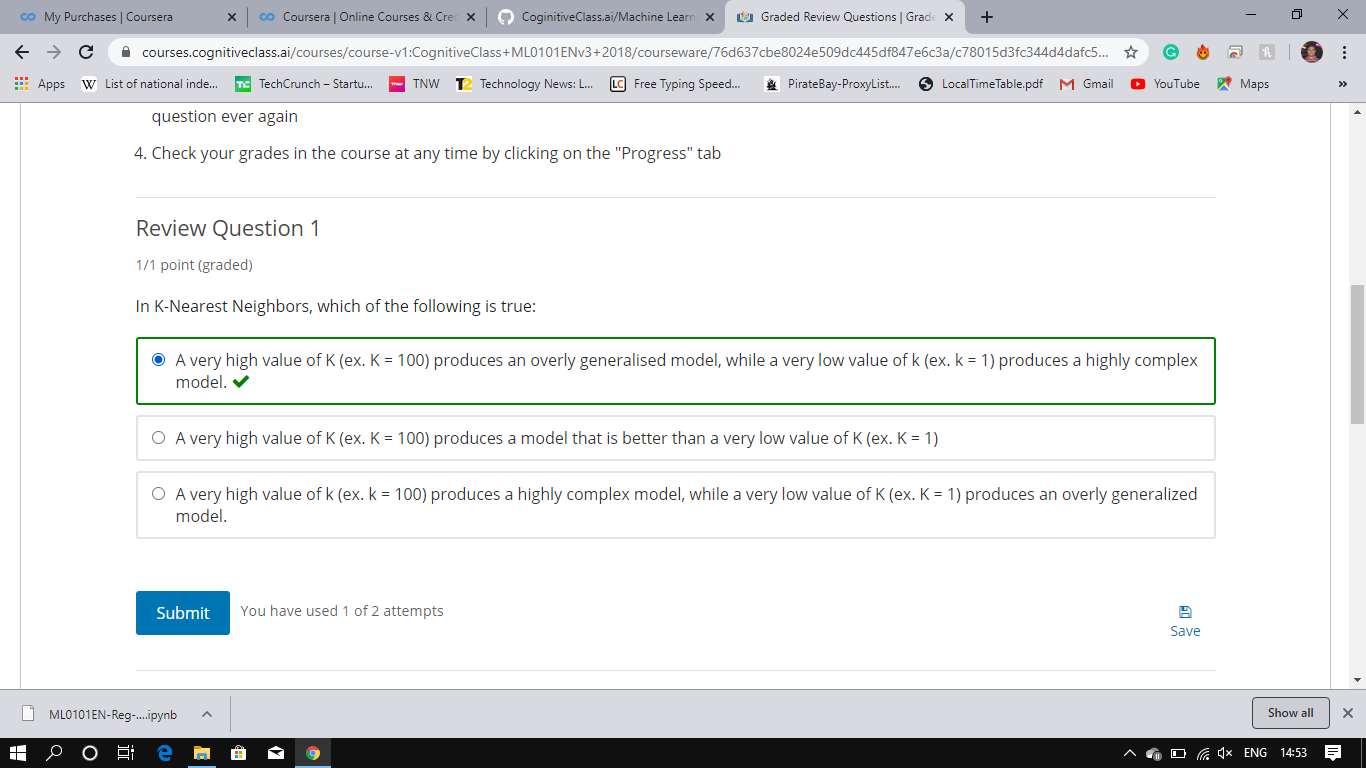 My Purchases | Coursera
Coursera | Online Courses & Cre
CoginitiveClass.ai/Machine Learn
Graded Review Questions | Grade
courses.cognitiveclass.ai/courses/course-v1:CognitiveClass+ML0101ENv3+2018/courseware/76d637cbe8024e509dc445df847e6c3a/c78015d3fc344d4dafc5...
Apps
W List of national inde...
TC TechCrunch – Startu...
TNW TNW
T2 Technology News: L...
LC Free Typing Speed...
PirateBay-ProxyList....
LocalTimeTable.pdf
Gmail
YouTube
Maps
»
question ever again
4. Check your grades in the course at any time by clicking on the "Progress" tab
Review Question 1
1/1 point (graded)
In K-Nearest Neighbors, which of the following is true:
A very high value of K (ex. K = 100) produces an overly generalised model, while a very low value of k (ex. k = 1) produces a highly complex
model.
A very high value of K (ex. K = 100) produces a model that is better than a very low value of K (ex. K = 1)
A very high value of k (ex. k = 100) produces a highly complex model, while a very low value of K (ex. K = 1) produces an overly generalized
model.
Submit
You have used 1 of 2 attempts
Save
ML0101EN-Reg-....ipynb
Show all
ENG
14:53